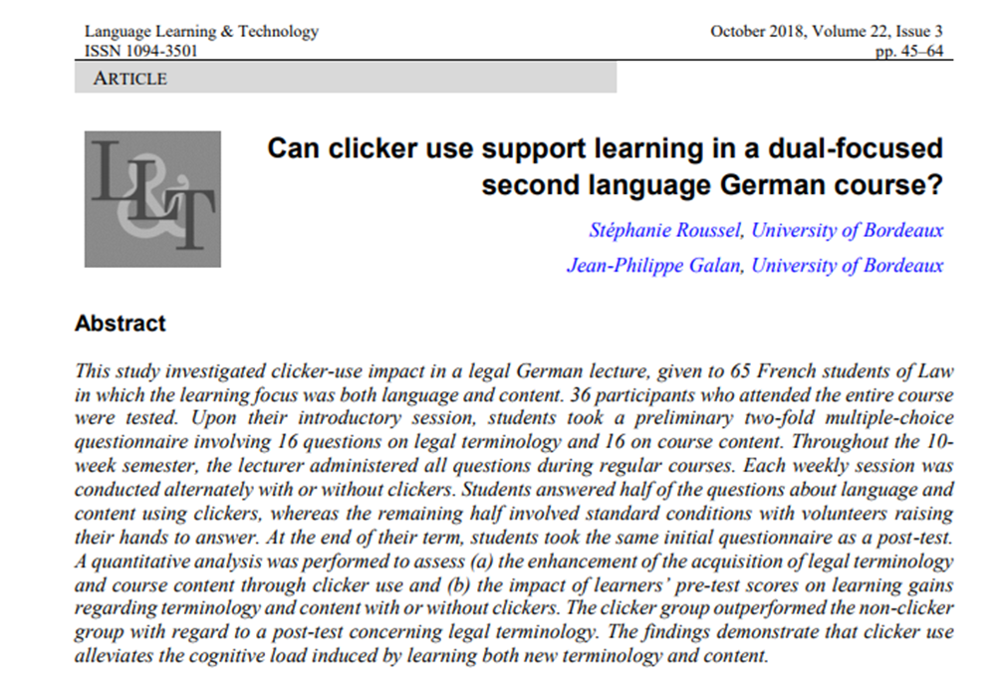 Language Learning & Technology
ISSN 1094-3501
October 2018, Volume 22, Issue 3
pp. 45–64
ARTICLE
LL&T
Can clicker use support learning in a dual-focused
second language German course?
Stéphanie Roussel, University of Bordeaux
Jean-Philippe Galan, University of Bordeaux
Abstract
This study investigated clicker-use impact in a legal German lecture, given to 65 French students of Law
in which the learning focus was both language and content. 36 participants who attended the entire course
were tested. Upon their introductory session, students took a preliminary two-fold multiple-choice
questionnaire involving 16 questions on legal terminology and 16 on course content. Throughout the 10-
week semester, the lecturer administered all questions during regular courses. Each weekly session was
conducted alternately with or without clickers. Students answered half of the questions about language and
content using clickers, whereas the remaining half involved standard conditions with volunteers raising
their hands to answer. At the end of their term, students took the same initial questionnaire as a post-test.
A quantitative analysis was performed to assess (a) the enhancement of the acquisition of legal terminology
and course content through clicker use and (b) the impact of learners’ pre-test scores on learning gains
regarding terminology and content with or without clickers. The clicker group outperformed the non-clicker
group with regard to a post-test concerning legal terminology. The findings demonstrate that clicker use
alleviates the cognitive load induced by learning both new terminology and content.